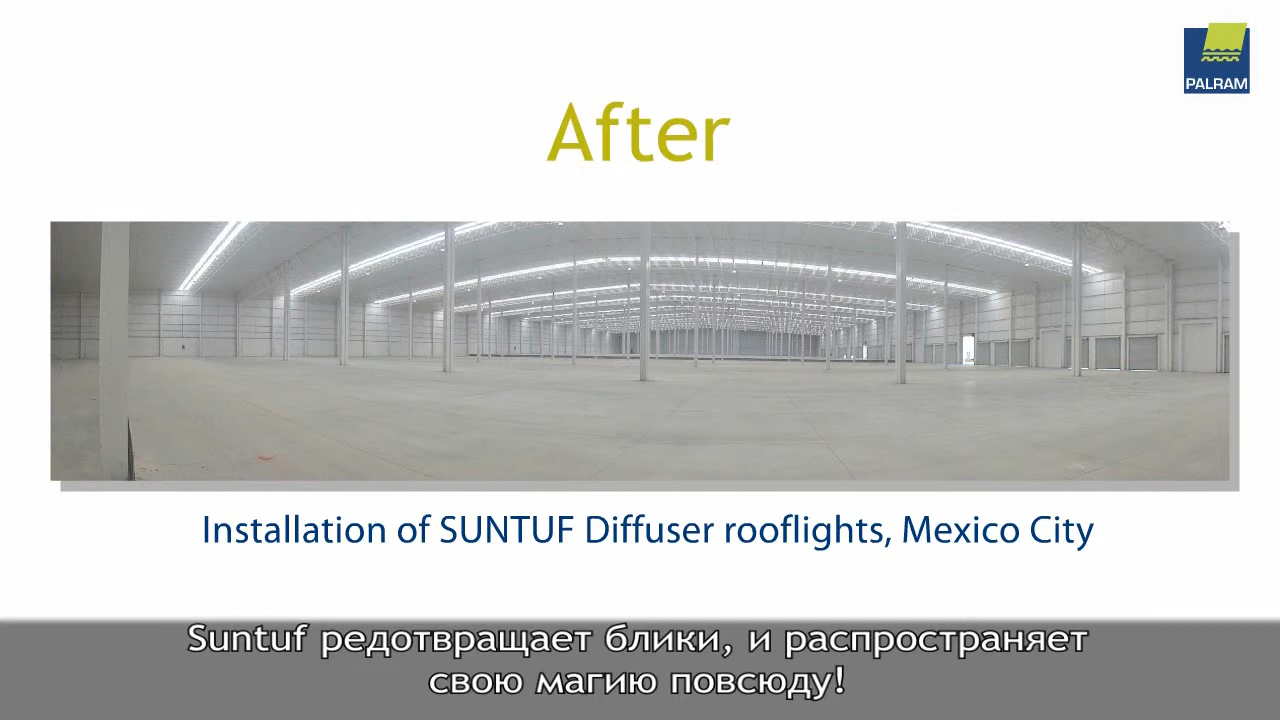 PALRAM
After
Installation of SUNTUF Diffuser rooflights, Mexico City
Suntuf редотвращает блики, и распространяет
свою магию повсюду!